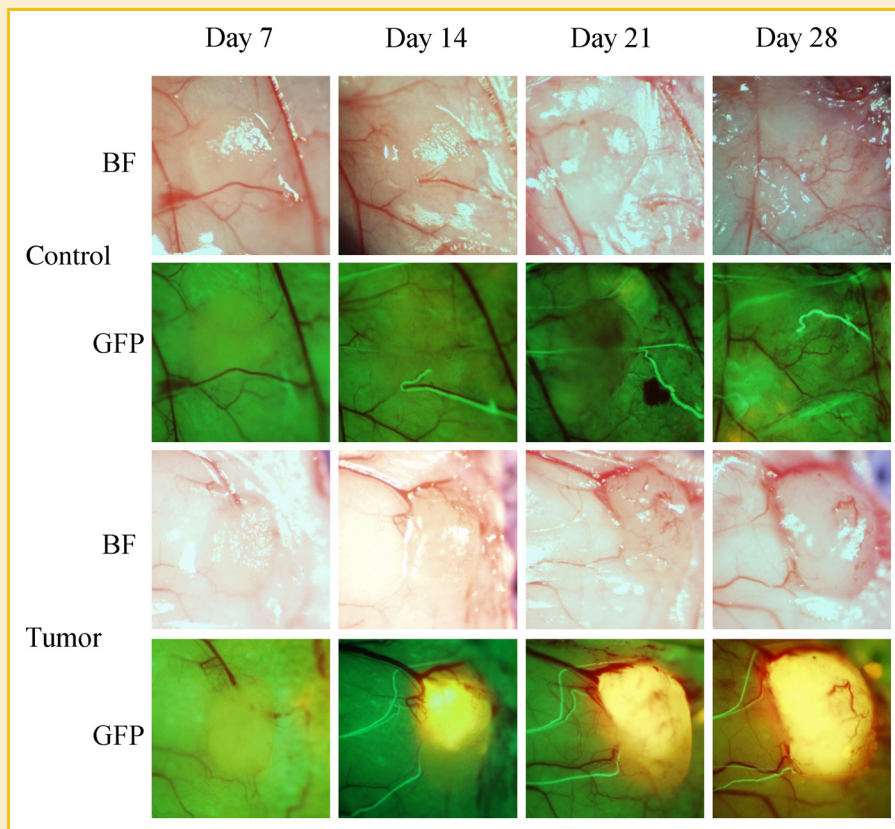 Day 7 Day 14 Day 21 Day 28
BF
Control
GFP
BF
Tumor
GFP